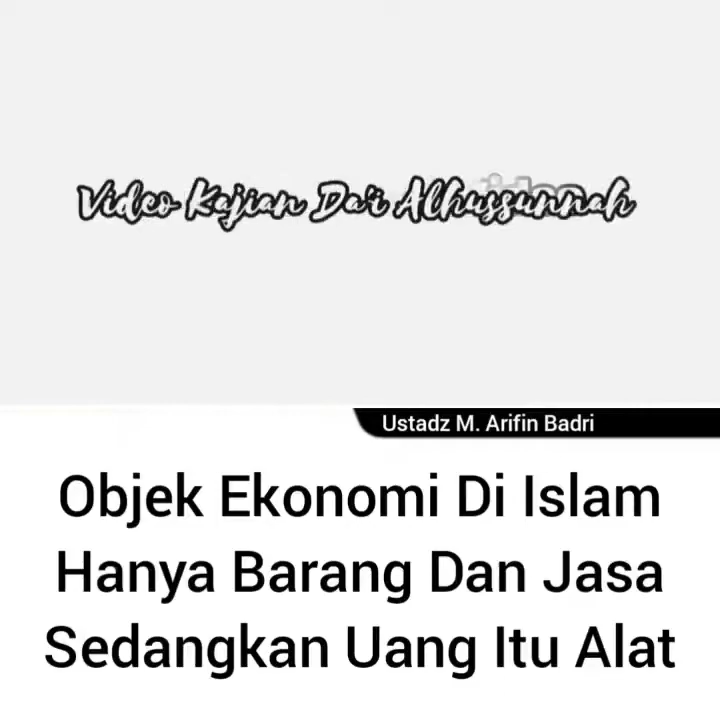 Video Kajian Da'i Alhussunnah
Ustadz M. Arifin Badri
Objek Ekonomi Di Islam
Hanya Barang Dan Jasa
Sedangkan Uang Itu Alat